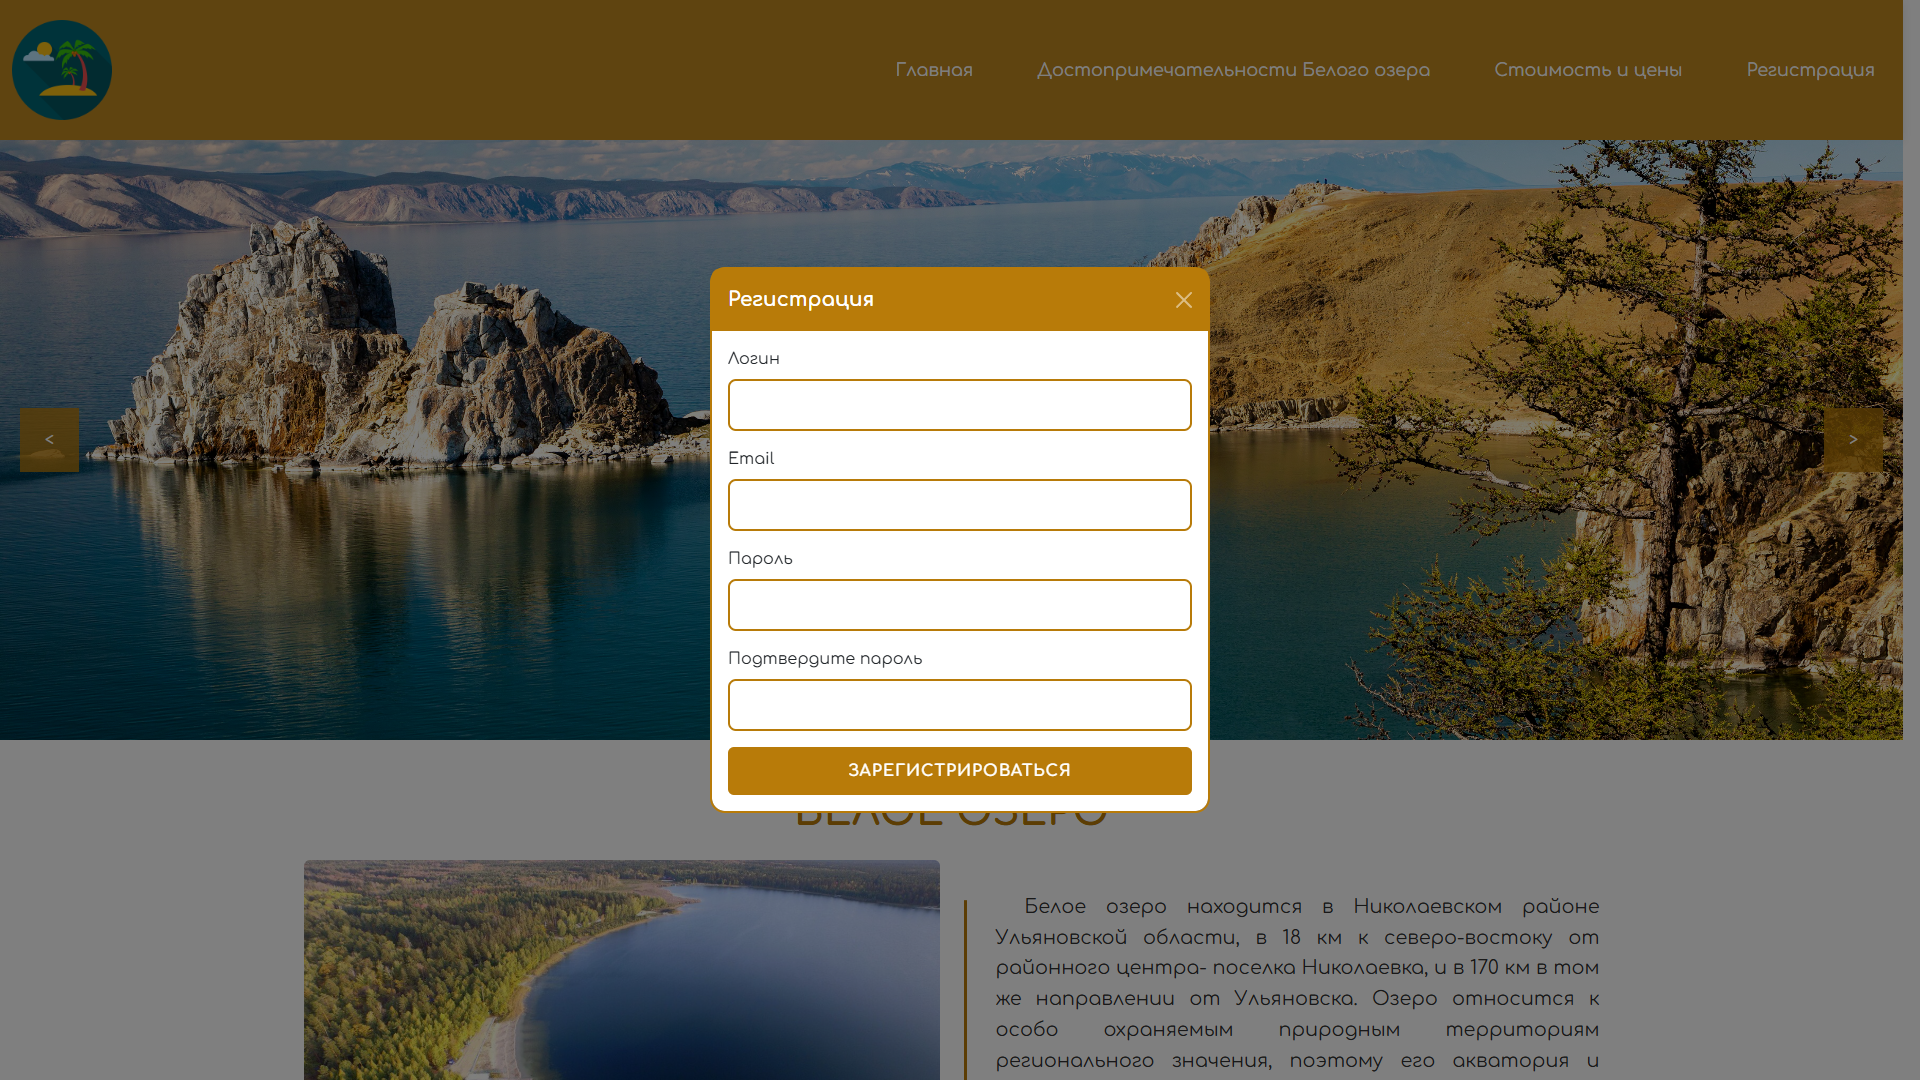 Главная
Достопримечательности Белого озера
Стоимость и цены
Регистрация
Регистрация
Логин
Email
Пароль
Подтвердите пароль
ЗАРЕГИСТРИРОВАТЬСЯ
<
>
БЕЛОЕ ОЗЕРО
Белое озеро находится в Николаевском районе
Ульяновской области, в 18 км к северо-востоку от
районного центра- поселка Николаевка, и в 170 км в том
же направлении от Ульяновска. Озеро относится к
особо охраняемым природным территориям
регионального значения, поэтому его акватория и